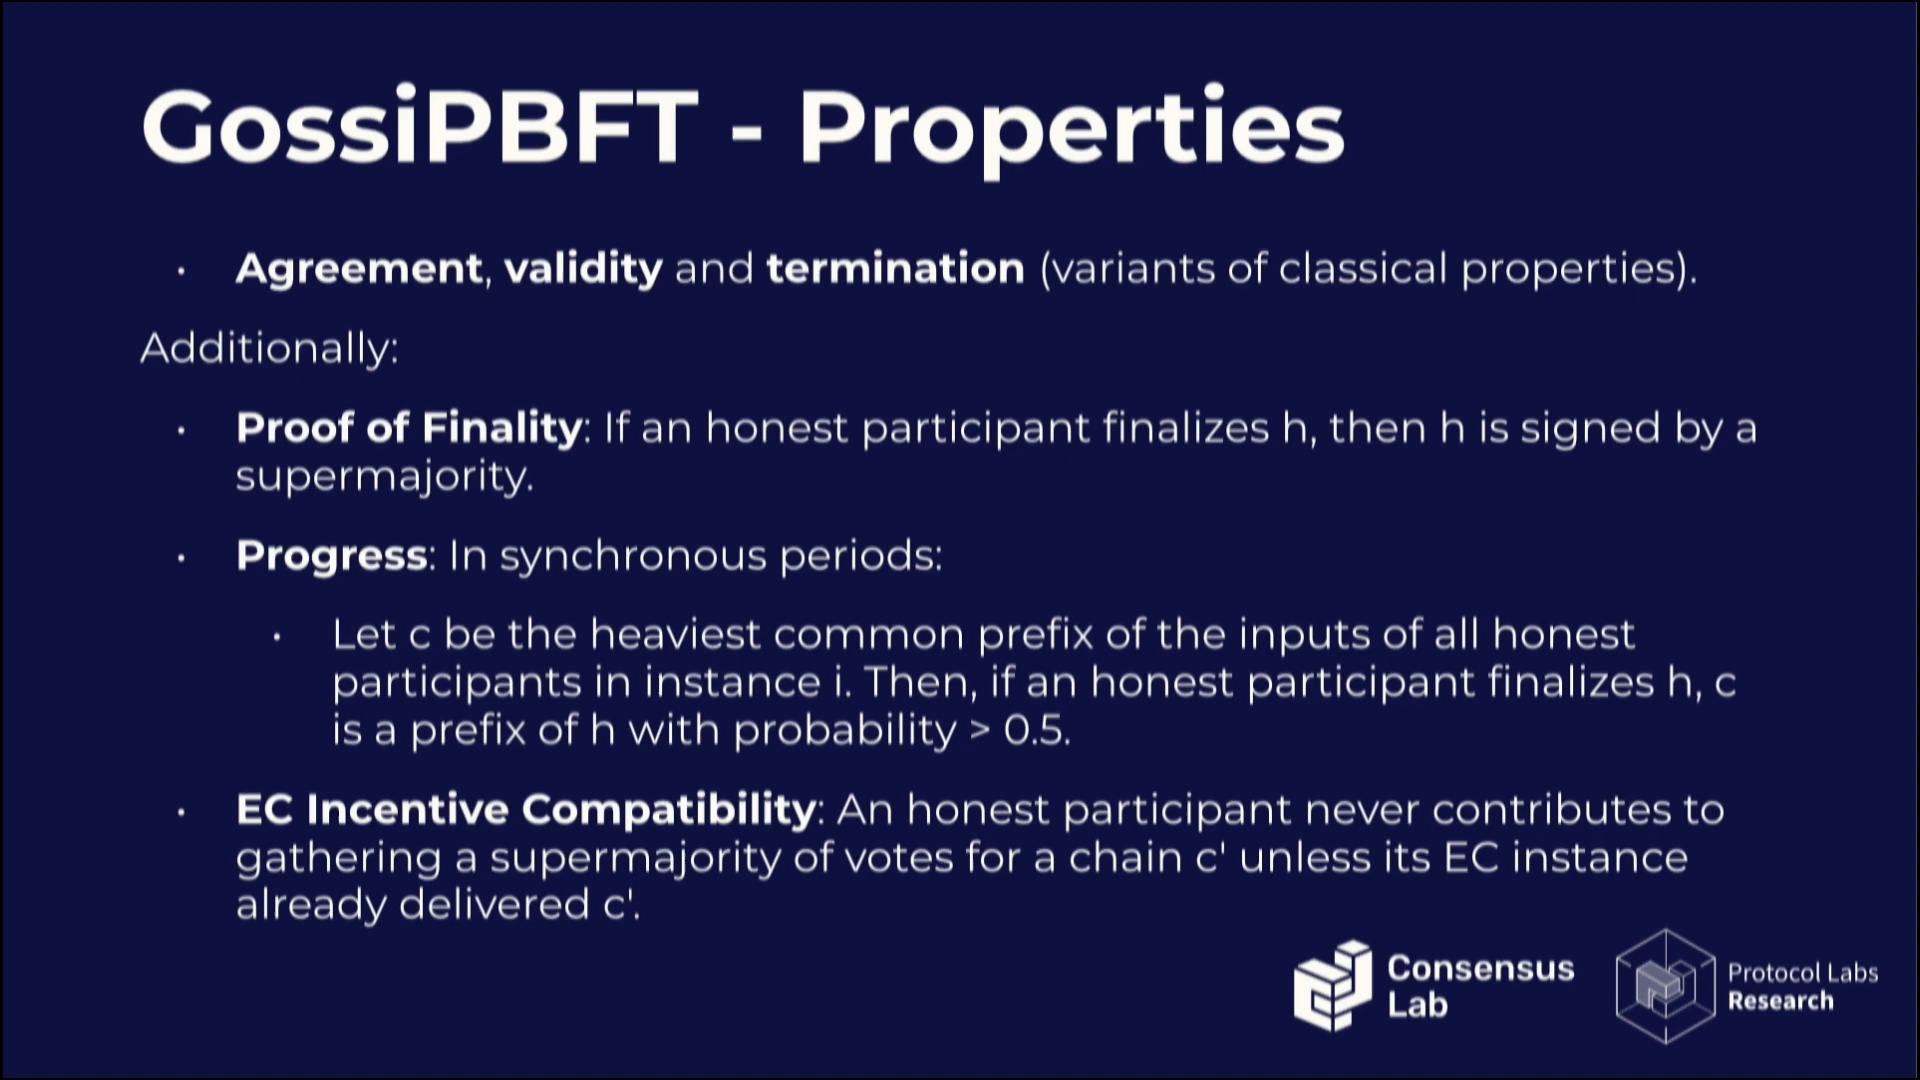 GossiPBFT - Properties
• Agreement, validity and termination (variants of classical properties).
Additionally:
• Proof of Finality: If an honest participant finalizes h, then h is signed by a
supermajority.
• Progress: In synchronous periods:
• Let c be the heaviest common prefix of the inputs of all honest
participants in instance i. Then, if an honest participant finalizes h, c
is a prefix of h with probability > 0.5.
• EC Incentive Compatibility: An honest participant never contributes to
gathering a supermajority of votes for a chain c' unless its EC instance
already delivered c'.
Consensus
Lab
Protocol Labs
Research